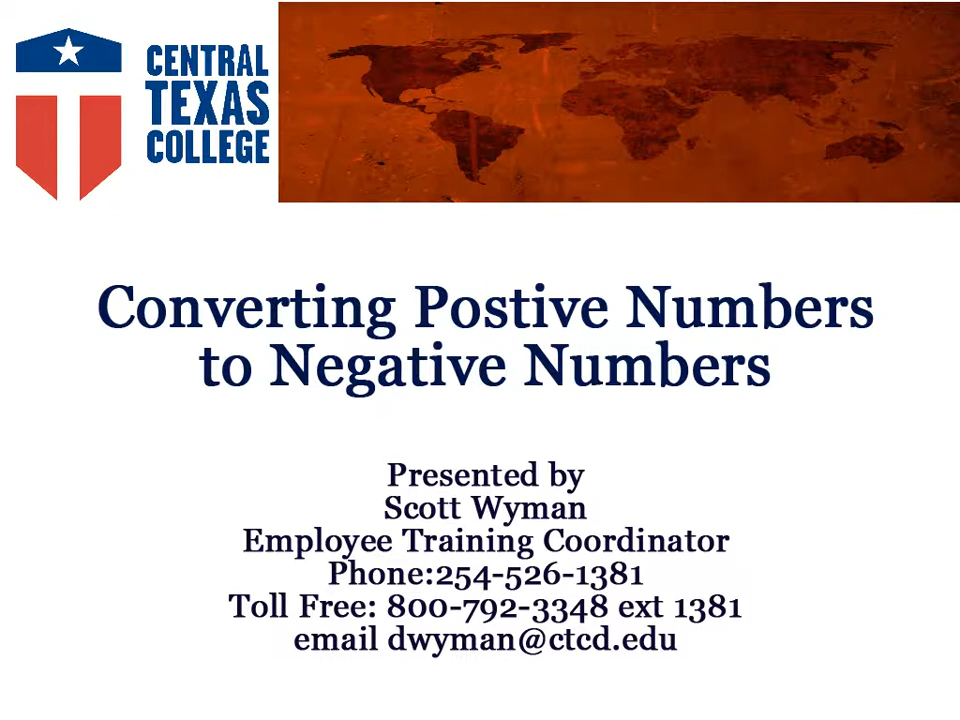 CENTRAL
TEXAS
COLLEGE
Converting Postive Numbers
to Negative Numbers
Presented by
Scott Wyman
Employee Training Coordinator
Phone:254-526-1381
Toll Free: 800-792-3348 ext 1381
email dwyman@ctcd.edu